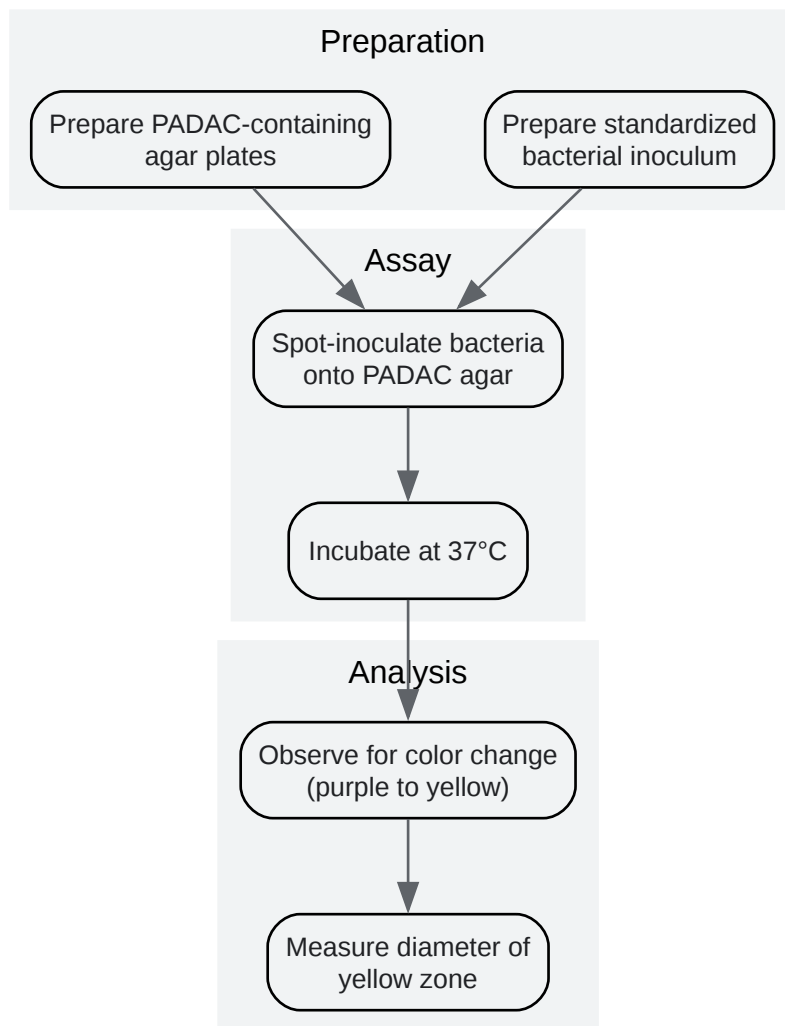 Preparation
Prepare PADAC-containing
agar plates
Prepare standardized
bacterial inoculum
Assay
Spot-inoculate bacteria
onto PADAC agar
Incubate at 37°C
Analysis
Observe for color change
(purple to yellow)
Measure diameter of
yellow zone